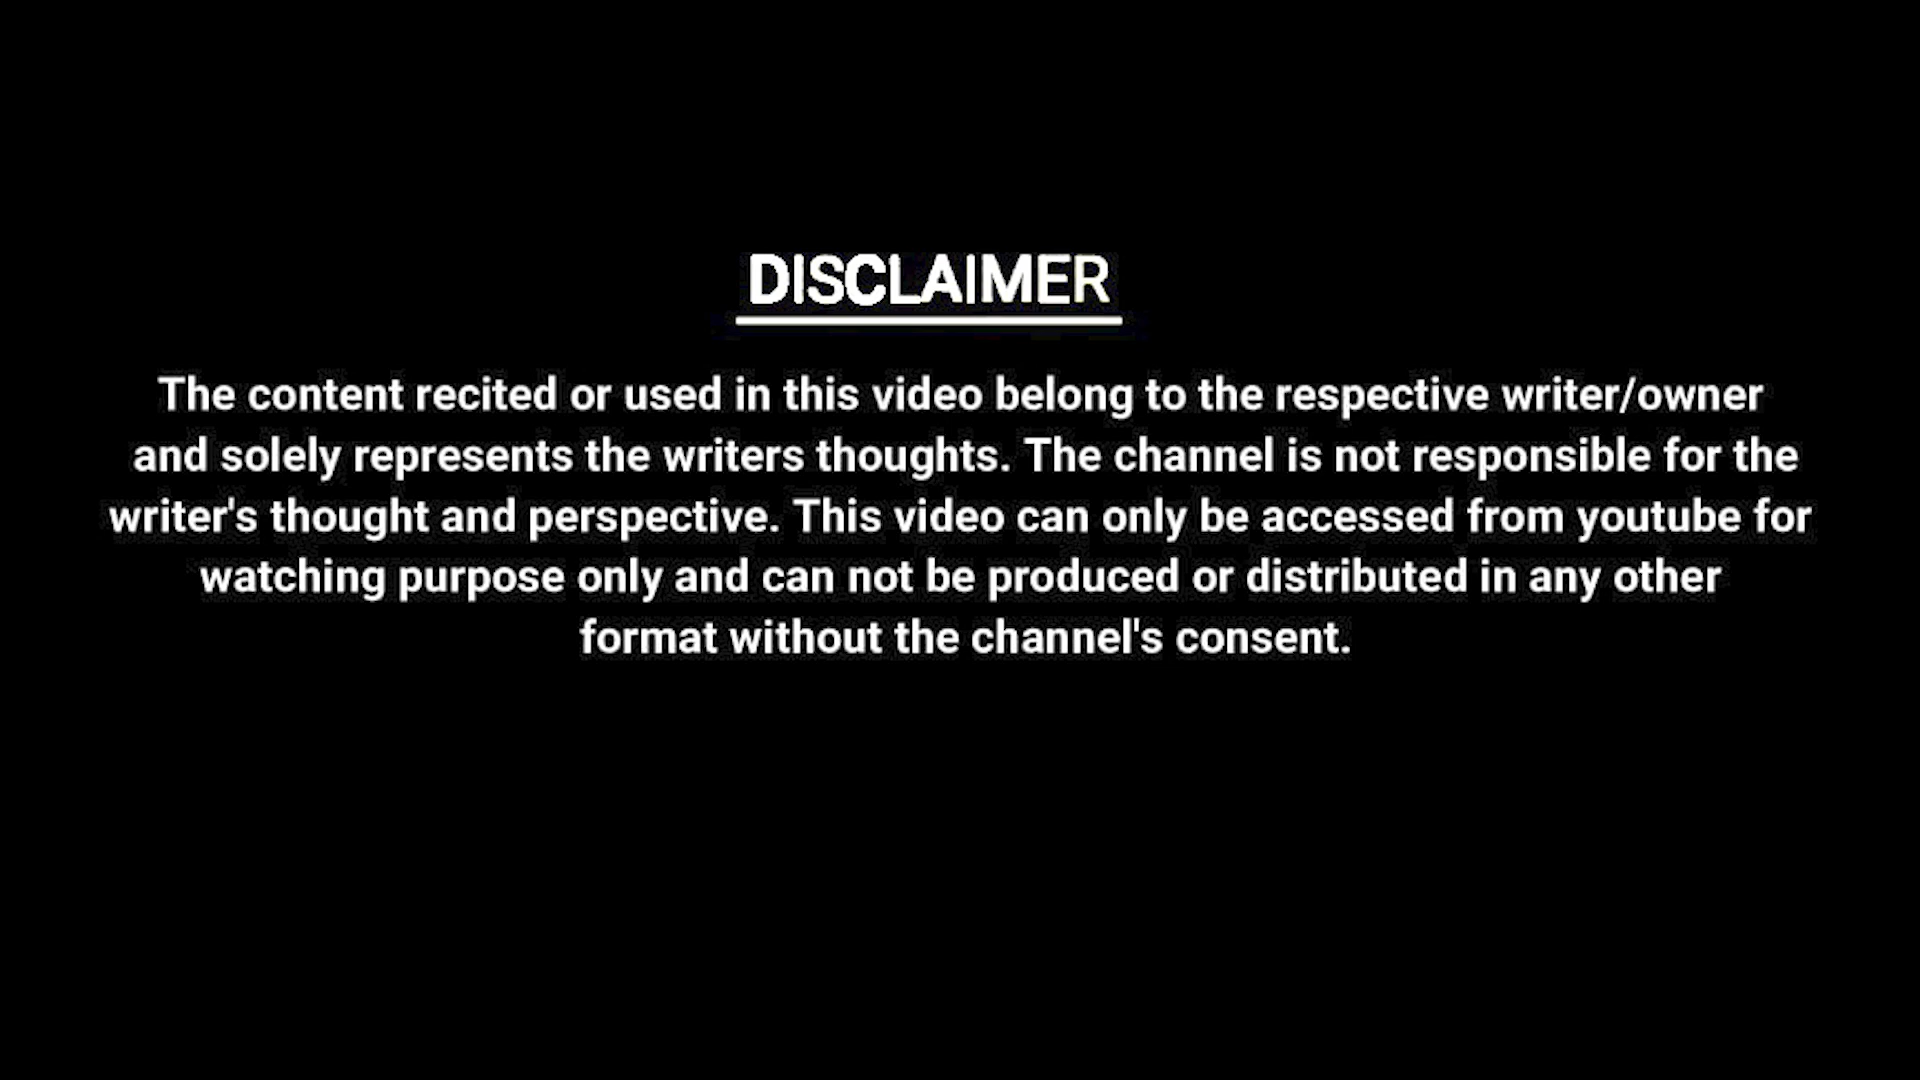 DISCLAIMER
The content recited or used in this video belong to the respective writer/owner
and solely represents the writers thoughts. The channel is not responsible for the
writer's thought and perspective. This video can only be accessed from youtube for
watching purpose only and can not be produced or distributed in any other
format without the channel's consent.